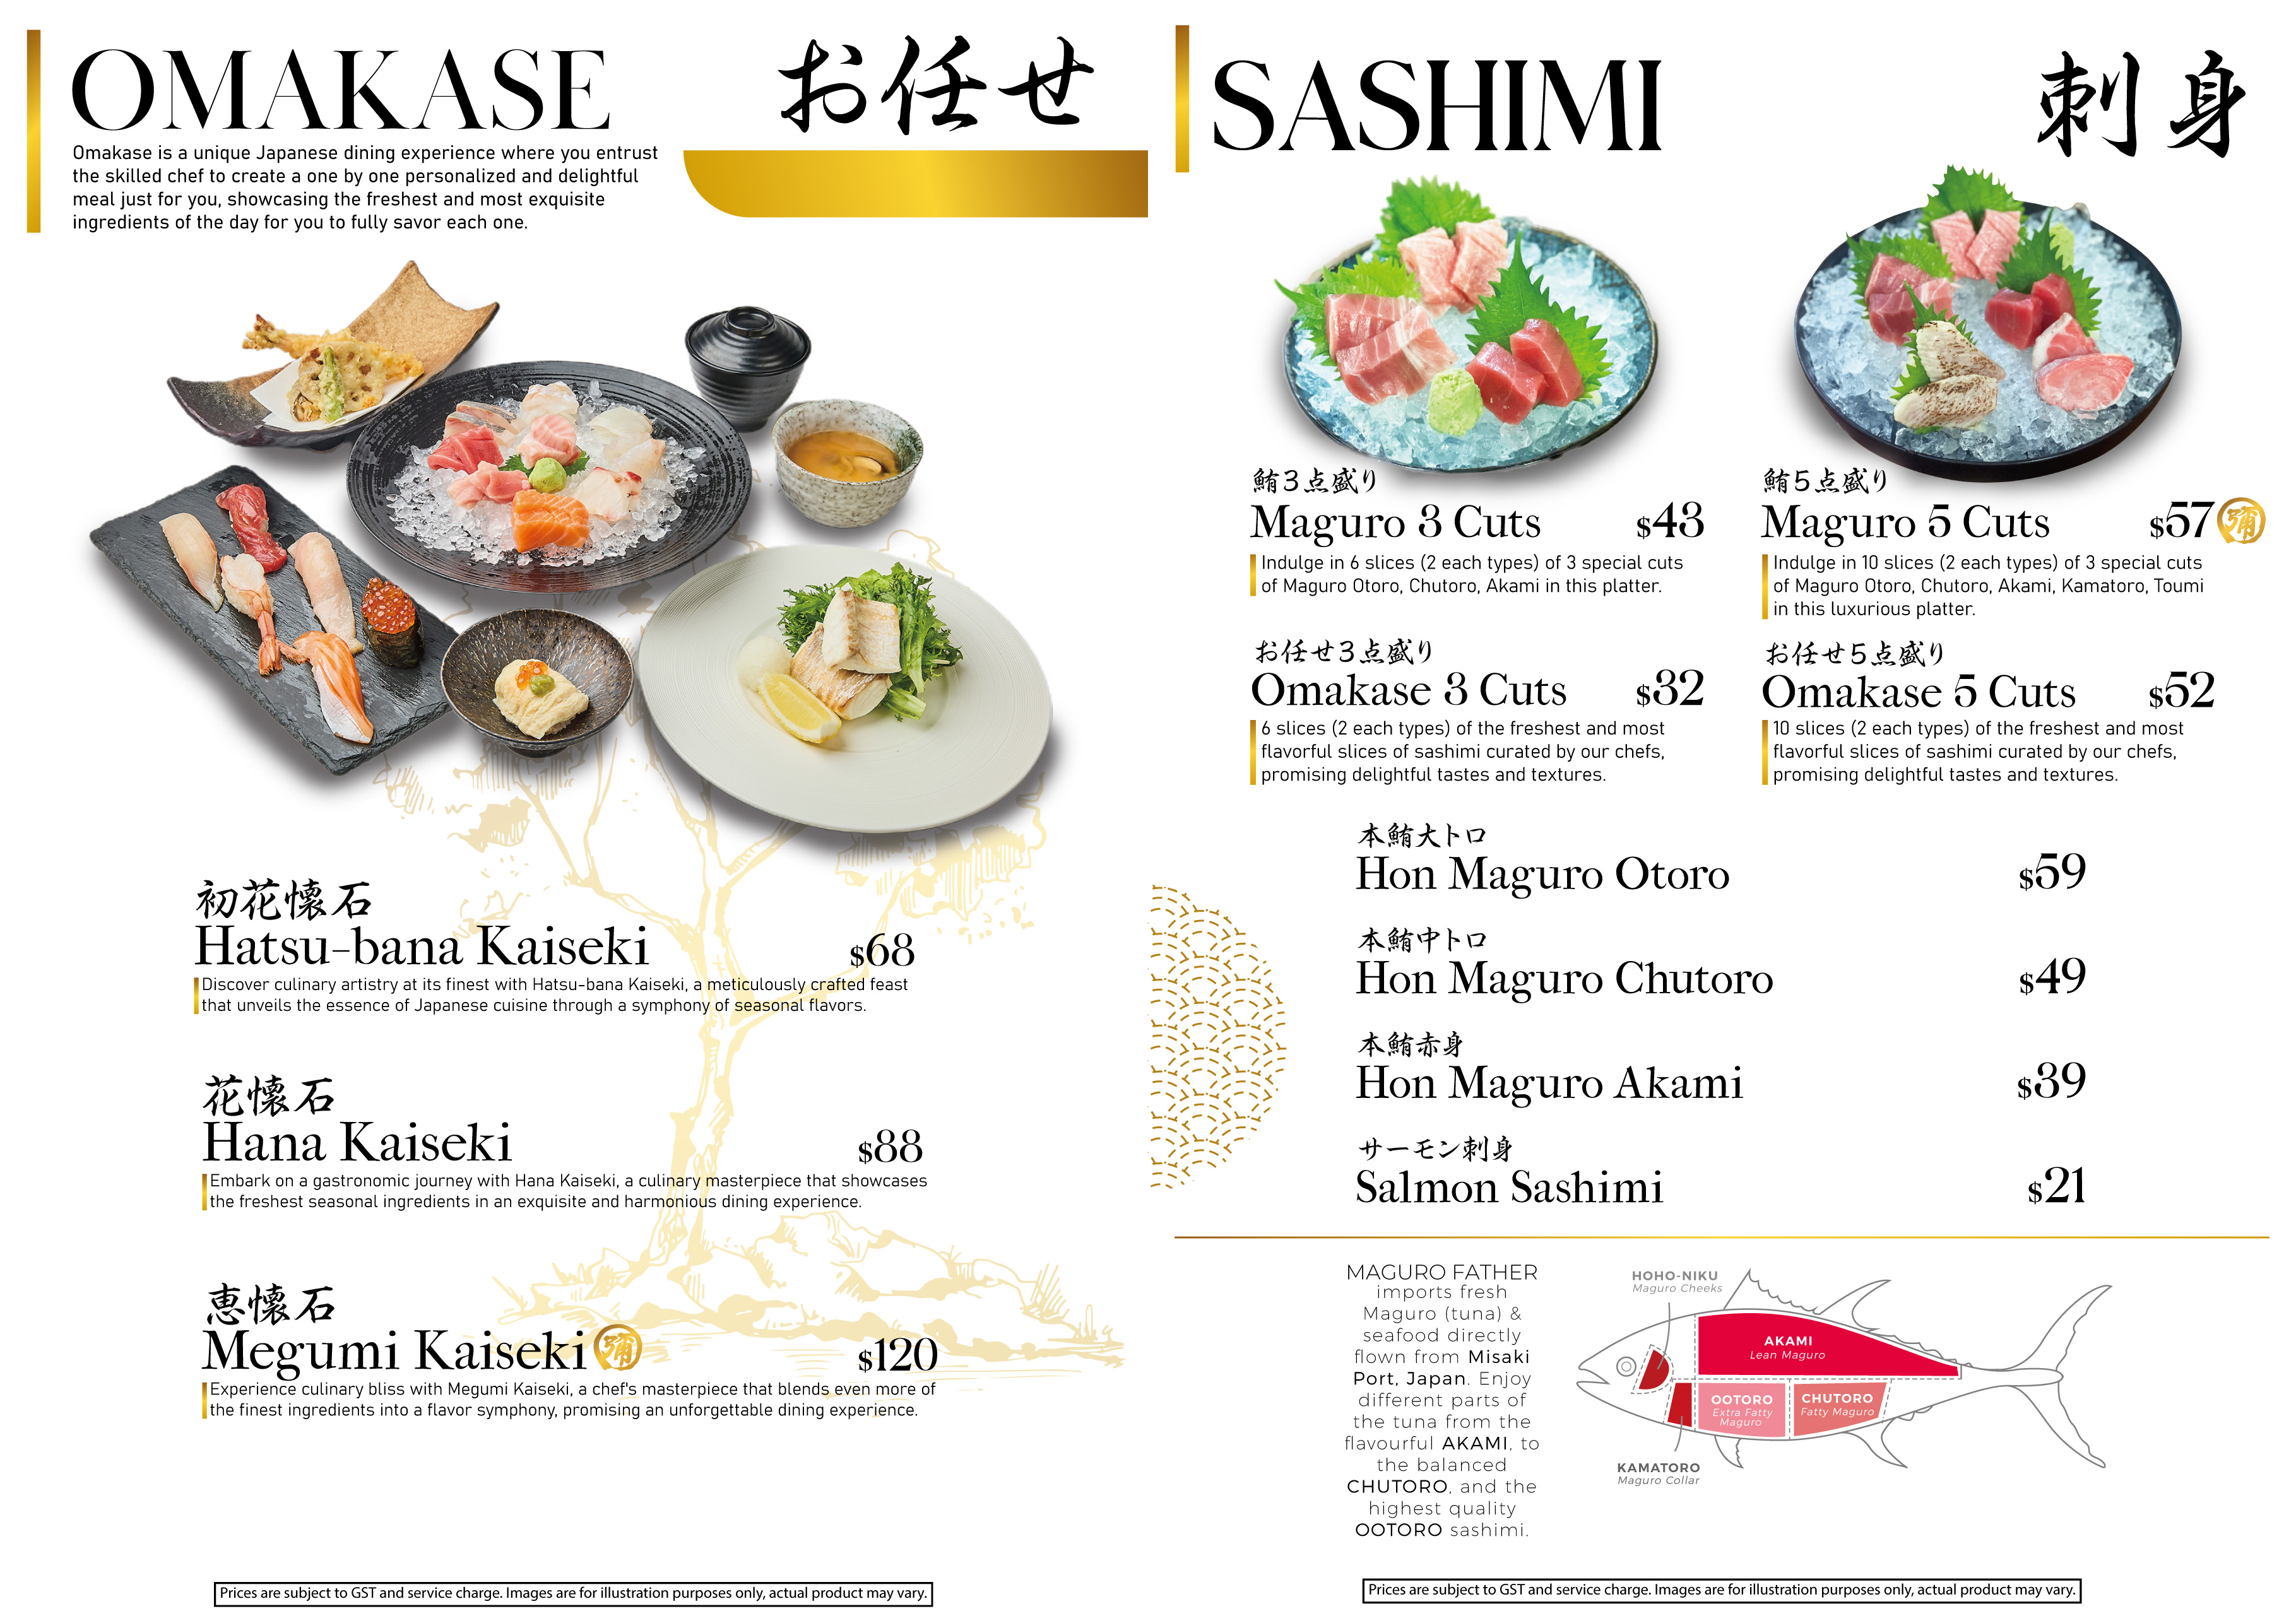 OMAKASE
お任せ
Omakase is a unique Japanese dining experience where you entrust
the skilled chef to create a one by one personalized and delightful
meal just for you, showcasing the freshest and most exquisite
ingredients of the day for you to fully savor each one.
初花懐石
Hatsu-bana Kaiseki $68
Discover culinary artistry at its finest with Hatsu-bana Kaiseki, a meticulously crafted feast
that unveils the essence of Japanese cuisine through a symphony of seasonal flavors.
花懐石
Hana Kaiseki $88
Embark on a gastronomic journey with Hana Kaiseki, a culinary masterpiece that showcases
the freshest seasonal ingredients in an exquisite and harmonious dining experience.
恵懐石
Megumi Kaiseki 彌 $120
Experience culinary bliss with Megumi Kaiseki, a chef's masterpiece that blends even more of
the finest ingredients into a flavor symphony, promising an unforgettable dining experience.
Prices are subject to GST and service charge. Images are for illustration purposes only, actual product may vary.
SASHIMI
刺身
鮪3点盛り
Maguro 3 Cuts $43
Indulge in 6 slices (2 each types) of 3 special cuts
of Maguro Otoro, Chutoro, Akami in this platter.
鮪5点盛り
Maguro 5 Cuts $57 彌
Indulge in 10 slices (2 each types) of 3 special cuts
of Maguro Otoro, Chutoro, Akami, Kamatoro, Toumi
in this luxurious platter.
お任せ3点盛り
Omakase 3 Cuts $32
6 slices (2 each types) of the freshest and most
flavorful slices of sashimi curated by our chefs,
promising delightful tastes and textures.
お任せ5点盛り
Omakase 5 Cuts $52
10 slices (2 each types) of the freshest and most
flavorful slices of sashimi curated by our chefs,
promising delightful tastes and textures.
本鮪大トロ
Hon Maguro Otoro $59
本鮪中トロ
Hon Maguro Chutoro $49
本鮪赤身
Hon Maguro Akami $39
サーモン刺身
Salmon Sashimi $21
MAGURO FATHER
imports fresh
Maguro (tuna) &
seafood directly
flown from Misaki
Port, Japan. Enjoy
different parts of
the tuna from the
flavourful AKAMI, to
the balanced
CHUTORO, and the
highest quality
OOTORO sashimi.
HOHO-NIKU
Maguro Cheeks
AKAMI
Lean Maguro
OOTORO
Extra Fatty
Maguro
CHUTORO
Fatty Maguro
KAMATORO
Maguro Collar
Prices are subject to GST and service charge. Images are for illustration purposes only, actual product may vary.